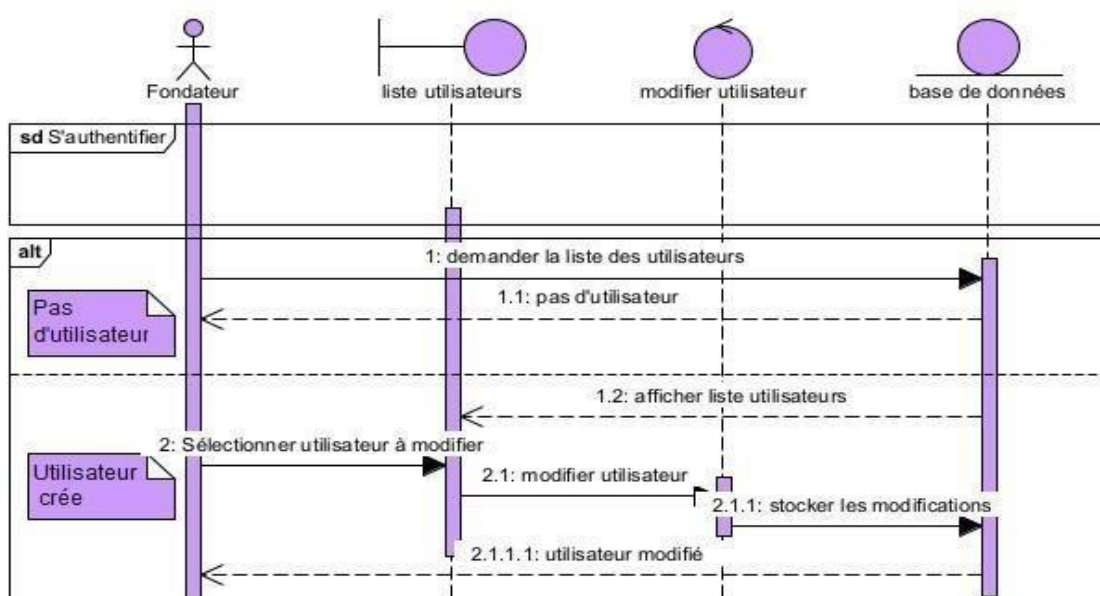 Fondateur
liste utilisateurs
modifier utilisateur
base de données
sd S'authentifier
alt
1: demander la liste des utilisateurs
1.1: pas d'utilisateur
Pas
d'utilisateur
1.2: afficher liste utilisateurs
2: Sélectionner utilisateur à modifier
Utilisateur
crée
2.1: modifier utilisateur
2.1.1: stocker les modifications
2.1.1.1: utilisateur modifié